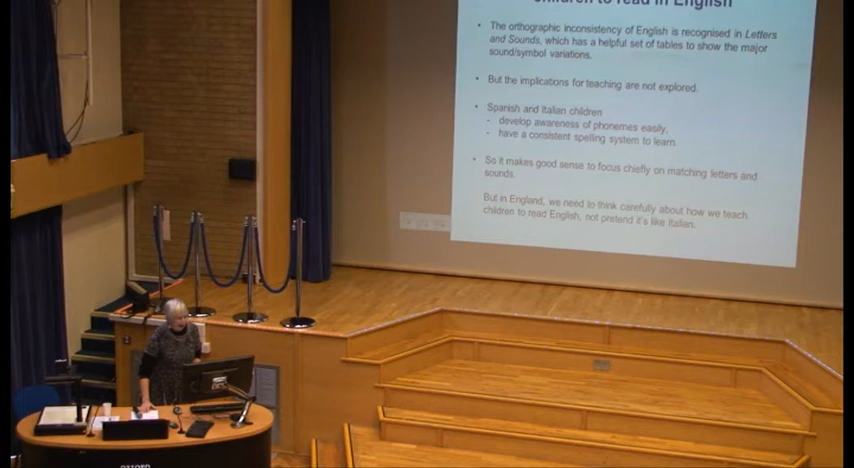 children to read in English
• The orthographic inconsistency of English is recognised in Letters
and Sounds, which has a helpful set of tables to show the major
sound/symbol variations.
• But the implications for teaching are not explored.
• Spanish and Italian children
- develop awareness of phonemes easily,
- have a consistent spelling system to learn.
• So it makes good sense to focus chiefly on matching letters and
sounds.
But in England, we need to think carefully about how we teach
children to read English, not pretend it's like Italian.
OXFORD